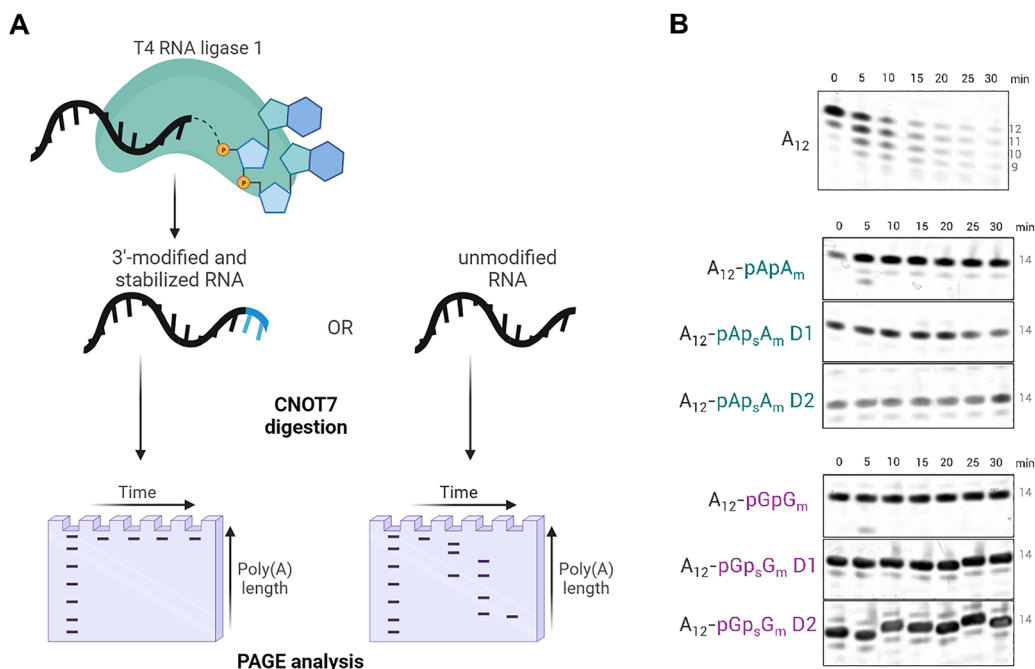 A
T4 RNA ligase 1
P
P
3'-modified and
stabilized RNA
OR
unmodified
RNA
CNOT7
digestion
Time
Poly(A)
length
Time
Poly(A)
length
PAGE analysis
B
0 5 10 15 20 25 30 min
A12
12
11
10
9
0 5 10 15 20 25 30 min
A12-pApAm 14
A12-pApsAm D1 14
A12-pApsAm D2 14
0 5 10 15 20 25 30 min
A12-pGpGm 14
A12-pGpsGm D1 14
A12-pGpsGm D2 14